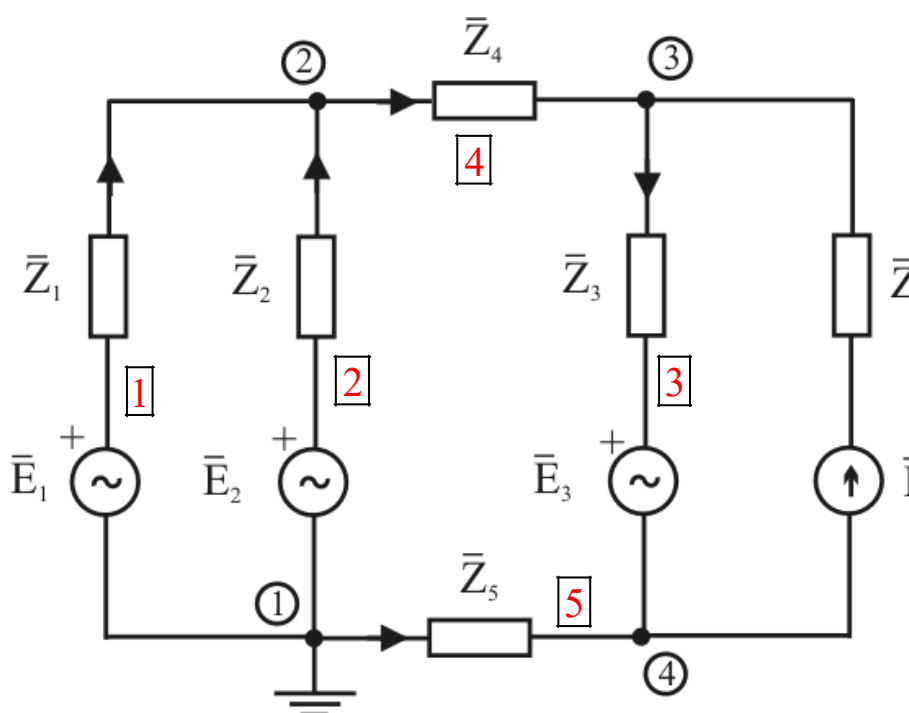 Z̄₄
②
③
4
Z̄₁
Z̄₂
Z̄₃
Z̄
1
2
3
+
+
+
Ē₁
Ē₂
Ē₃
①
Z̄₅
5
④